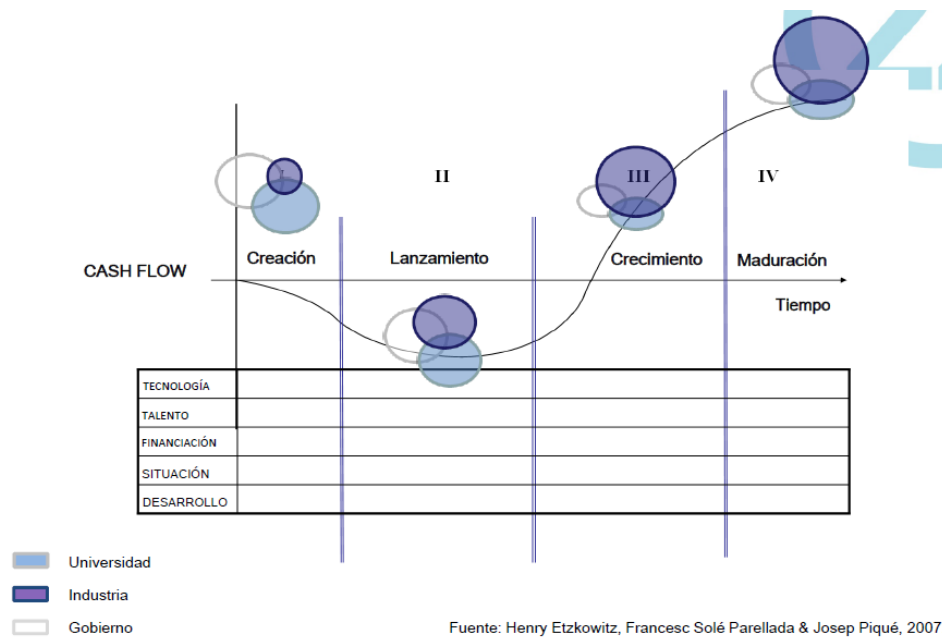 I
II
III
IV
Creación
Lanzamiento
Crecimiento
Maduración
CASH FLOW
Tiempo
TECNOLOGÍA
TALENTO
FINANCIACIÓN
SITUACIÓN
DESARROLLO
Universidad
Industria
Gobierno
Fuente: Henry Etzkowitz, Francesc Solé Parellada & Josep Piqué, 2007